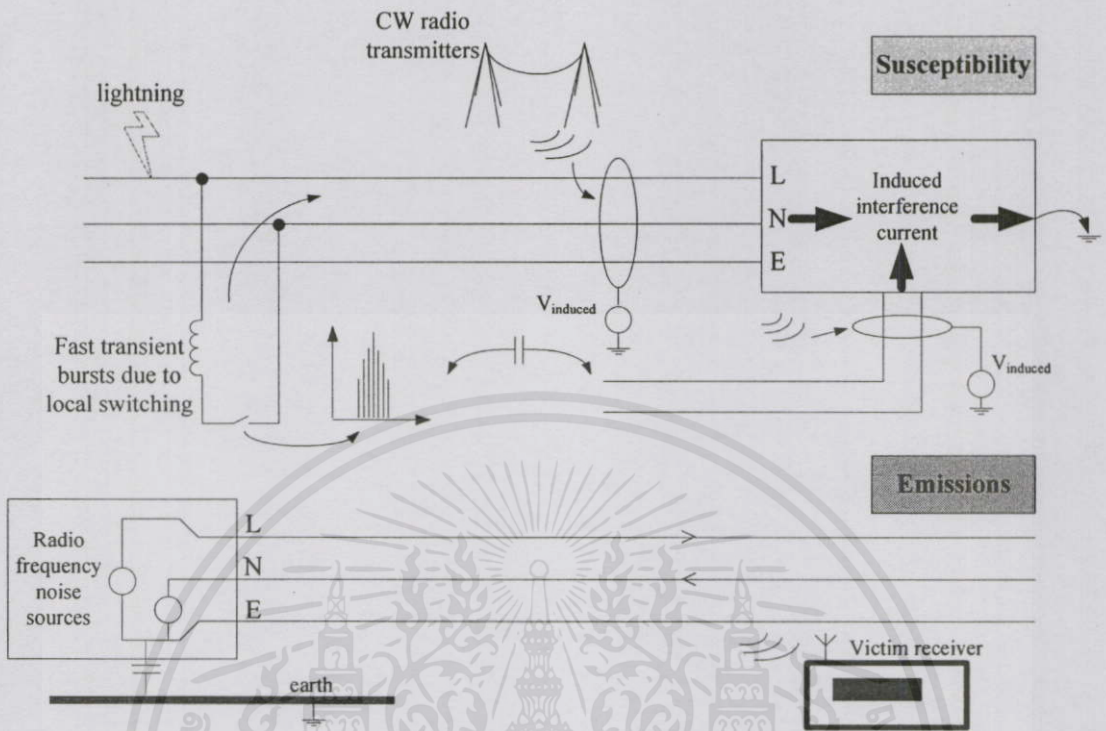 CW radio
transmitters
Susceptibility
lightning
L
N
E
Induced
interference
current
Vinduced
Vinduced
Fast transient
bursts due to
local switching
Emissions
Radio
frequency
noise
sources
L
N
E
earth
Victim receiver